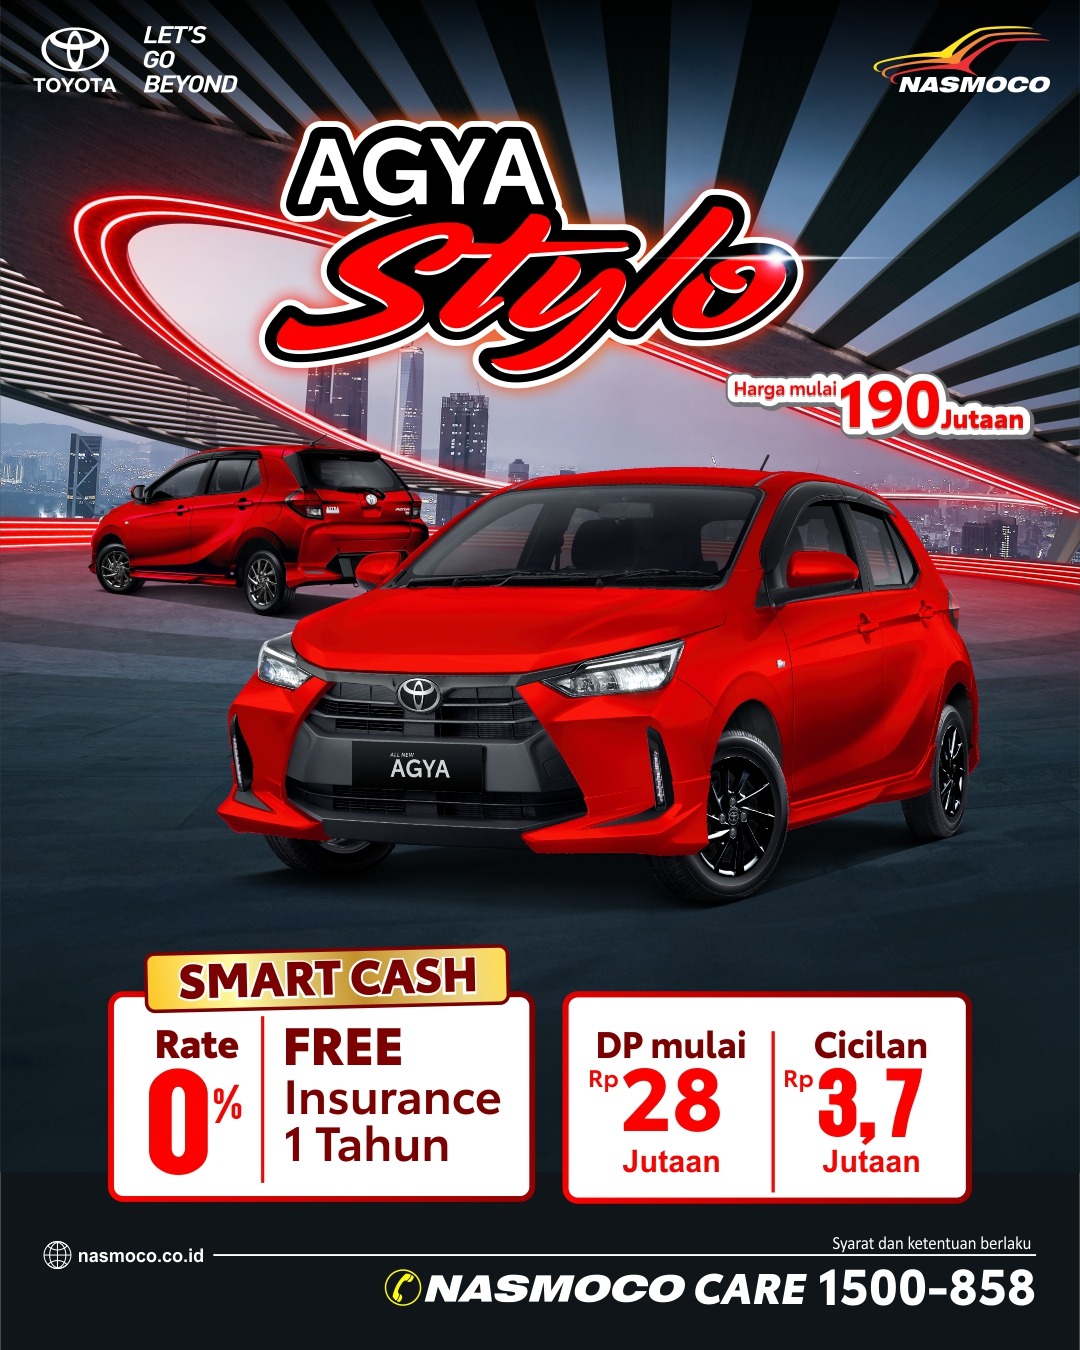 TOYOTA
LET'S
GO
BEYOND
NASMOCO
AGYA
Stylo
Harga mulai 190 Jutaan
ALL NEW
AGYA
SMART CASH
Rate
0%
FREE
Insurance
1 Tahun
DP mulai
Rp 28
Jutaan
Cicilan
Rp 3,7
Jutaan
nasmoco.co.id
Syarat dan ketentuan berlaku
NASMOCO CARE 1500-858